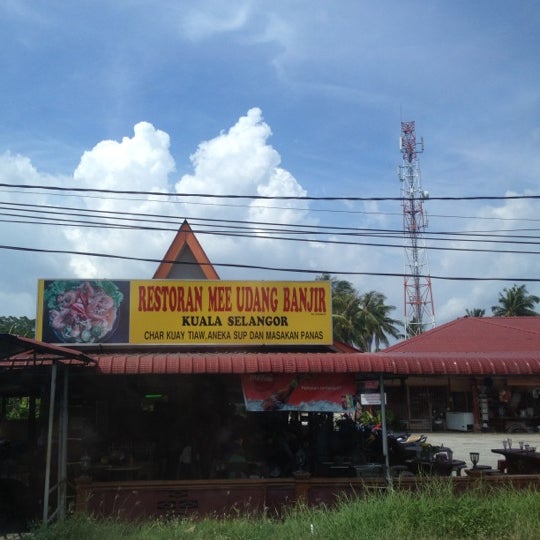 RESTORAN MEE UDANG BANJIR
KUALA SELANGOR
CHAR KUAY TIAW,ANEKA SUP DAN MASAKAN PANAS